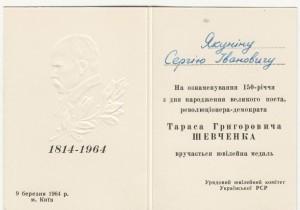 1814-1964
9 березня 1964 р.
м. Київ
Якуніну
Сергію Івановичу
На ознаменування 150-річчя
з дня народження великого поета,
революціонера-демократа
Тараса Григоровича
ШЕВЧЕНКА
вручається ювілейна медаль
Урядовий ювілейний комітет
Української РСР